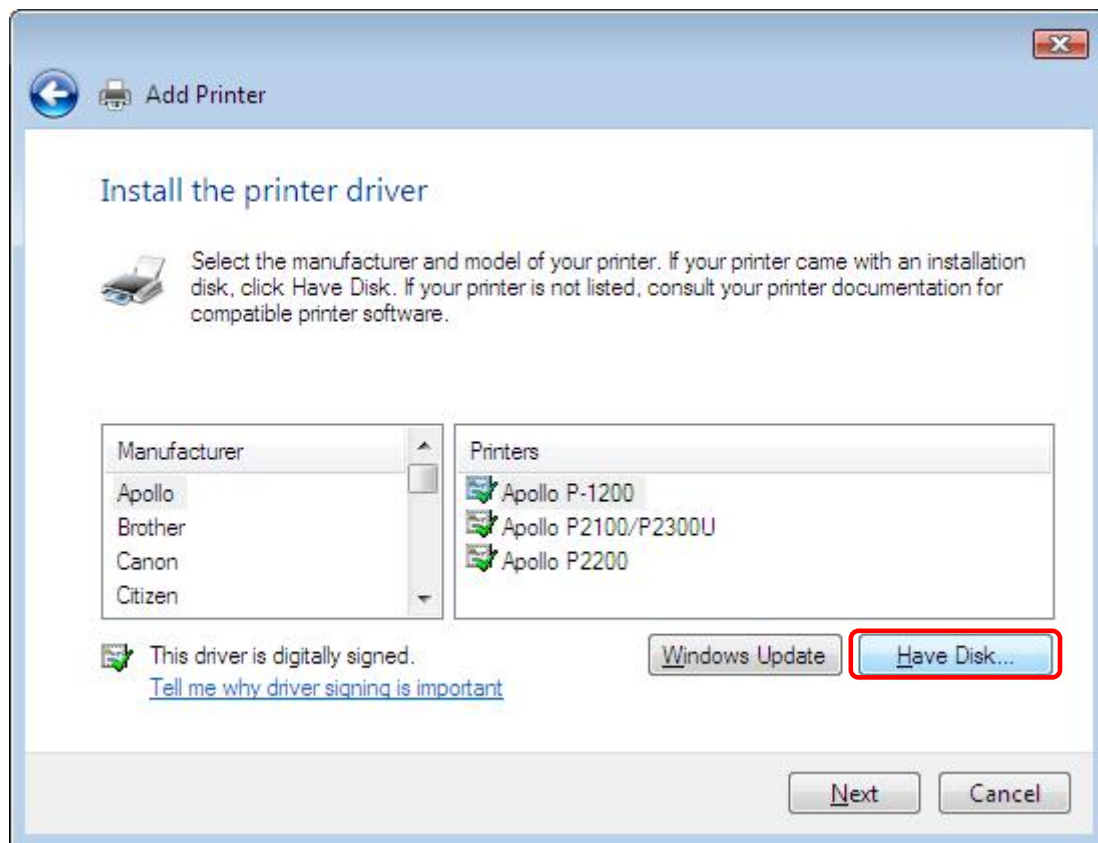 Add Printer
Install the printer driver
Select the manufacturer and model of your printer. If your printer came with an installation
disk, click Have Disk. If your printer is not listed, consult your printer documentation for
compatible printer software.
Manufacturer
Apollo
Brother
Canon
Citizen
Printers
Apollo P-1200
Apollo P2100/P2300U
Apollo P2200
This driver is digitally signed.
Tell me why driver signing is important
Windows Update
Have Disk...
Next
Cancel